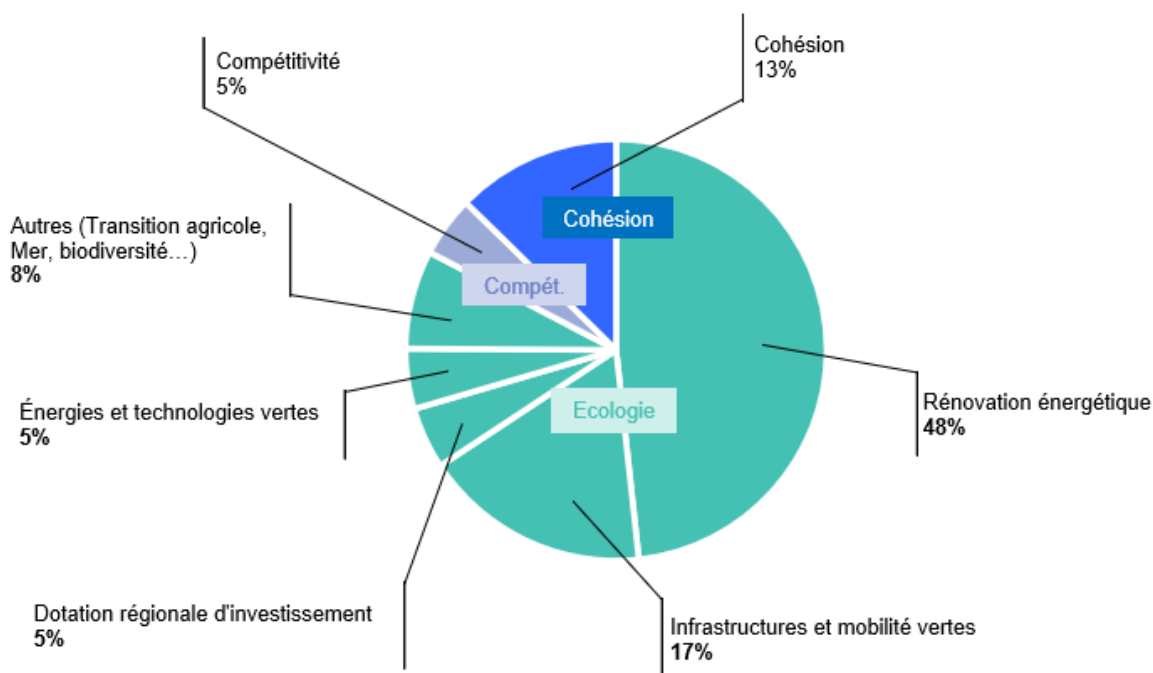 Compétitivité
5%
Cohésion
13%
Autres (Transition agricole,
Mer, biodiversité…)
8%
Cohésion
Compét.
Énergies et technologies vertes
5%
Ecologie
Rénovation énergétique
48%
Dotation régionale d'investissement
5%
Infrastructures et mobilité vertes
17%